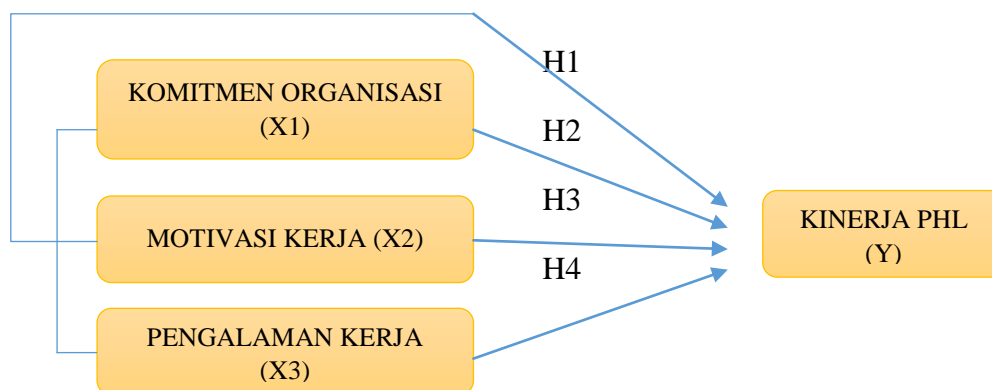 H1
KOMITMEN ORGANISASI
(X1)
H2
H3
MOTIVASI KERJA (X2)
KINERJA PHL
(Y)
H4
PENGALAMAN KERJA
(X3)